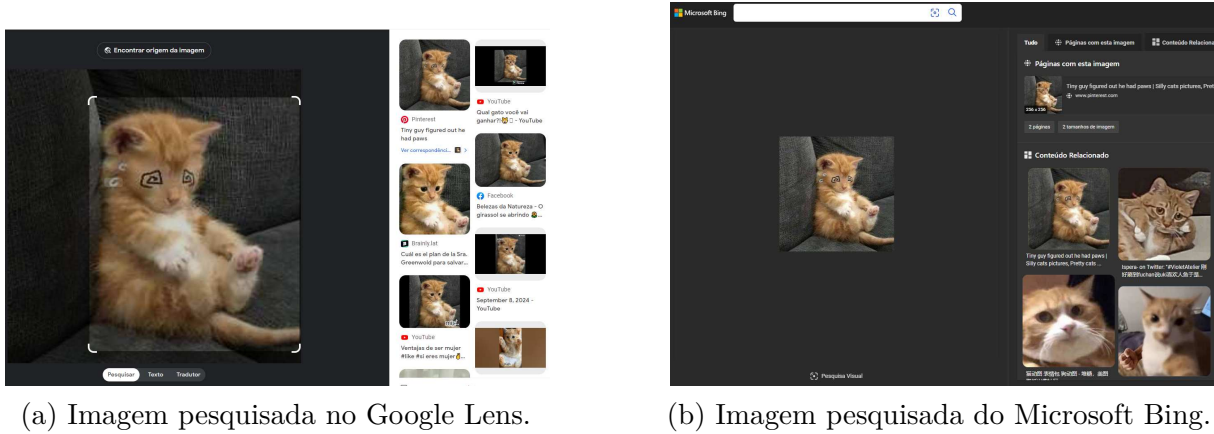 Encontrar origem da imagem
Pinterest
Tiny guy figured out he
had paws
Ver correspondênci...
Brainly.lat
Cuál es el plan de la Sra.
Greenwold para salvar...
YouTube
Ventajas de ser mujer
#like #si eres mujer
YouTube
Qual gato você vai
ganhar?! - YouTube
Facebook
Belezas da Natureza - O
girassol se abrindo
YouTube
September 8, 2024 -
YouTube
Pesquisar Texto Tradutor
(a) Imagem pesquisada no Google Lens.
Microsoft Bing
Tudo Páginas com esta imagem Conteúdo Relaciona
Páginas com esta imagem
Tiny guy figured out he had paws | Silly cats pictures, Pret
www.pinterest.com
236 x 236
2 páginas 2 tamanhos de imagem
Conteúdo Relacionado
Tiny guy figured out he had paws |
Silly cats pictures, Pretty cats ...
Ispera- on Twitter: "#VioletAtelier
Pesquisa Visual
(b) Imagem pesquisada do Microsoft Bing.